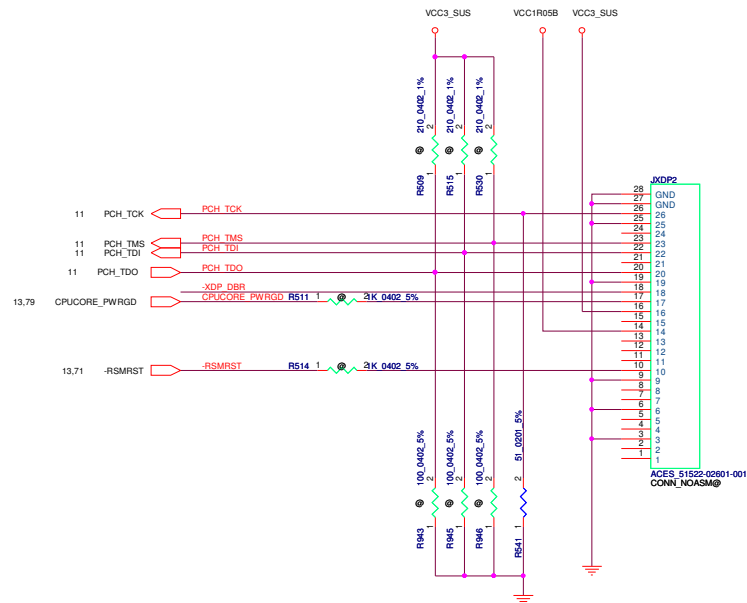 VCC3_SUS
VCC1R05B
VCC3_SUS
210_0402_1%
210_0402_1%
210_0402_1%
2
2
2
@
@
@
1
1
1
R509
R515
R530
JXDP2
28
GND
27
GND
11
PCH_TCK
PCH_TCK
26
26
25
25
24
24
11
PCH_TMS
PCH_TMS
23
23
11
PCH_TDI
PCH_TDI
22
22
21
21
11
PCH_TDO
PCH_TDO
20
20
19
19
-XDP_DBR
18
18
13,79
CPUCORE_PWRGD
CPUCORE_PWRGD
R511
1
@
2
1K_0402_5%
17
17
16
16
15
15
14
14
13
13
12
12
11
11
13,71
-RSMRST
-RSMRST
R514
1
@
2
1K_0402_5%
10
10
9
9
8
8
7
7
6
6
5
5
4
4
3
3
2
2
1
1
100_0402_5%
100_0402_5%
100_0402_5%
51_0201_5%
2
2
2
2
@
@
@
1
1
1
1
R943
R945
R946
R541
ACES_51522-02601-001
CONN_NOASM@